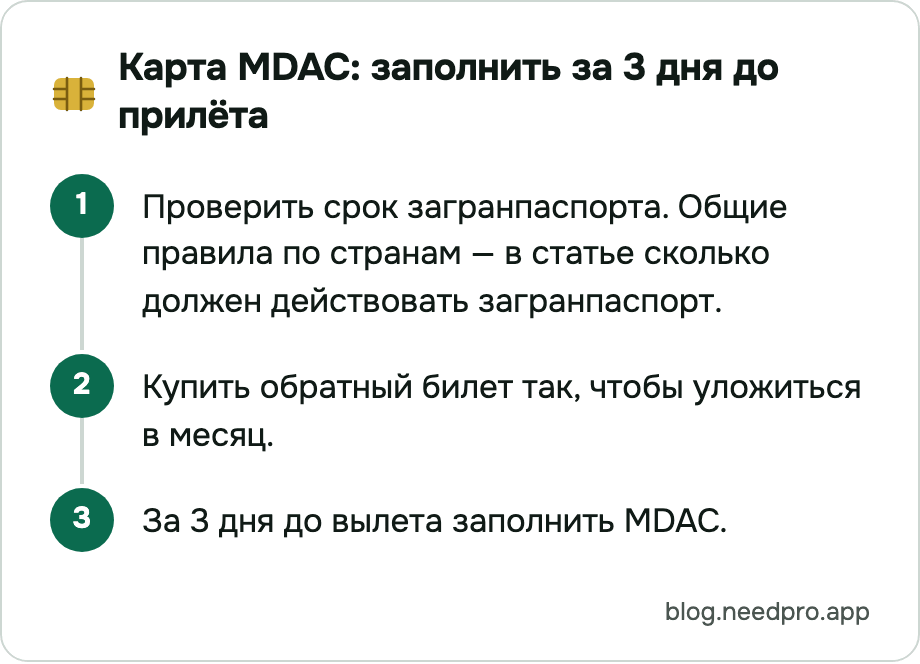 Карта MDAC: заполнить за 3 дня до
прилёта
1
Проверить срок загранпаспорта. Общие
правила по странам — в статье сколько
должен действовать загранпаспорт.
2
Купить обратный билет так, чтобы уложиться
в месяц.
3
За 3 дня до вылета заполнить MDAC.
blog.needpro.app